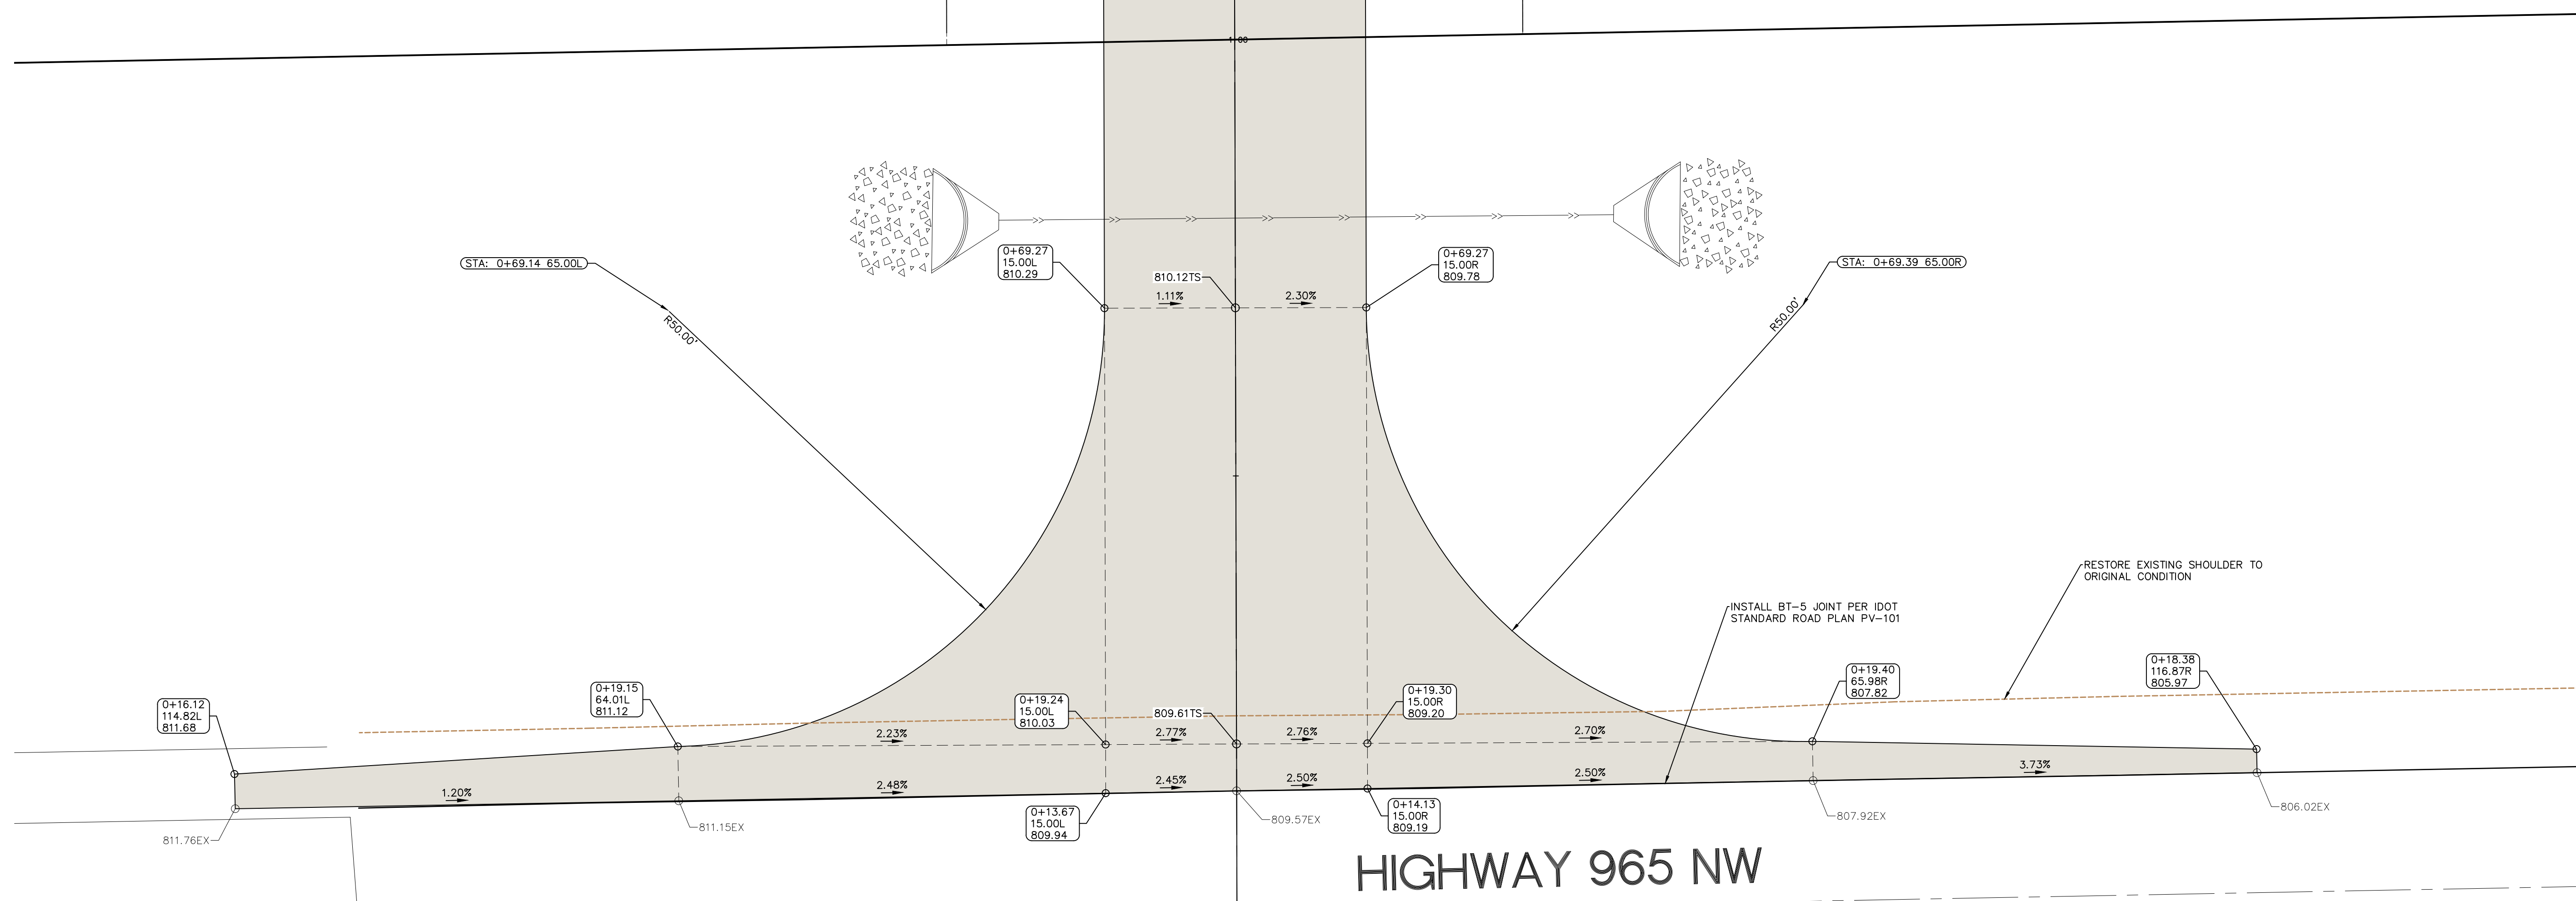 1+00
0+69.27
15.00L
810.29
0+69.27
15.00R
809.78
STA: 0+69.14 65.00L
STA: 0+69.39 65.00R
810.12TS
1.11%
2.30%
R50.00'
R50.00'
RESTORE EXISTING SHOULDER TO
ORIGINAL CONDITION
INSTALL BT-5 JOINT PER IDOT
STANDARD ROAD PLAN PV-101
0+16.12
114.82L
811.68
0+19.15
64.01L
811.12
0+19.24
15.00L
810.03
809.61TS
0+19.30
15.00R
809.20
0+19.40
65.98R
807.82
0+18.38
116.87R
805.97
2.23%
2.77%
2.76%
2.70%
1.20%
2.48%
2.45%
2.50%
2.50%
3.73%
811.76EX
811.15EX
0+13.67
15.00L
809.94
809.57EX
0+14.13
15.00R
809.19
807.92EX
806.02EX
HIGHWAY 965 NW